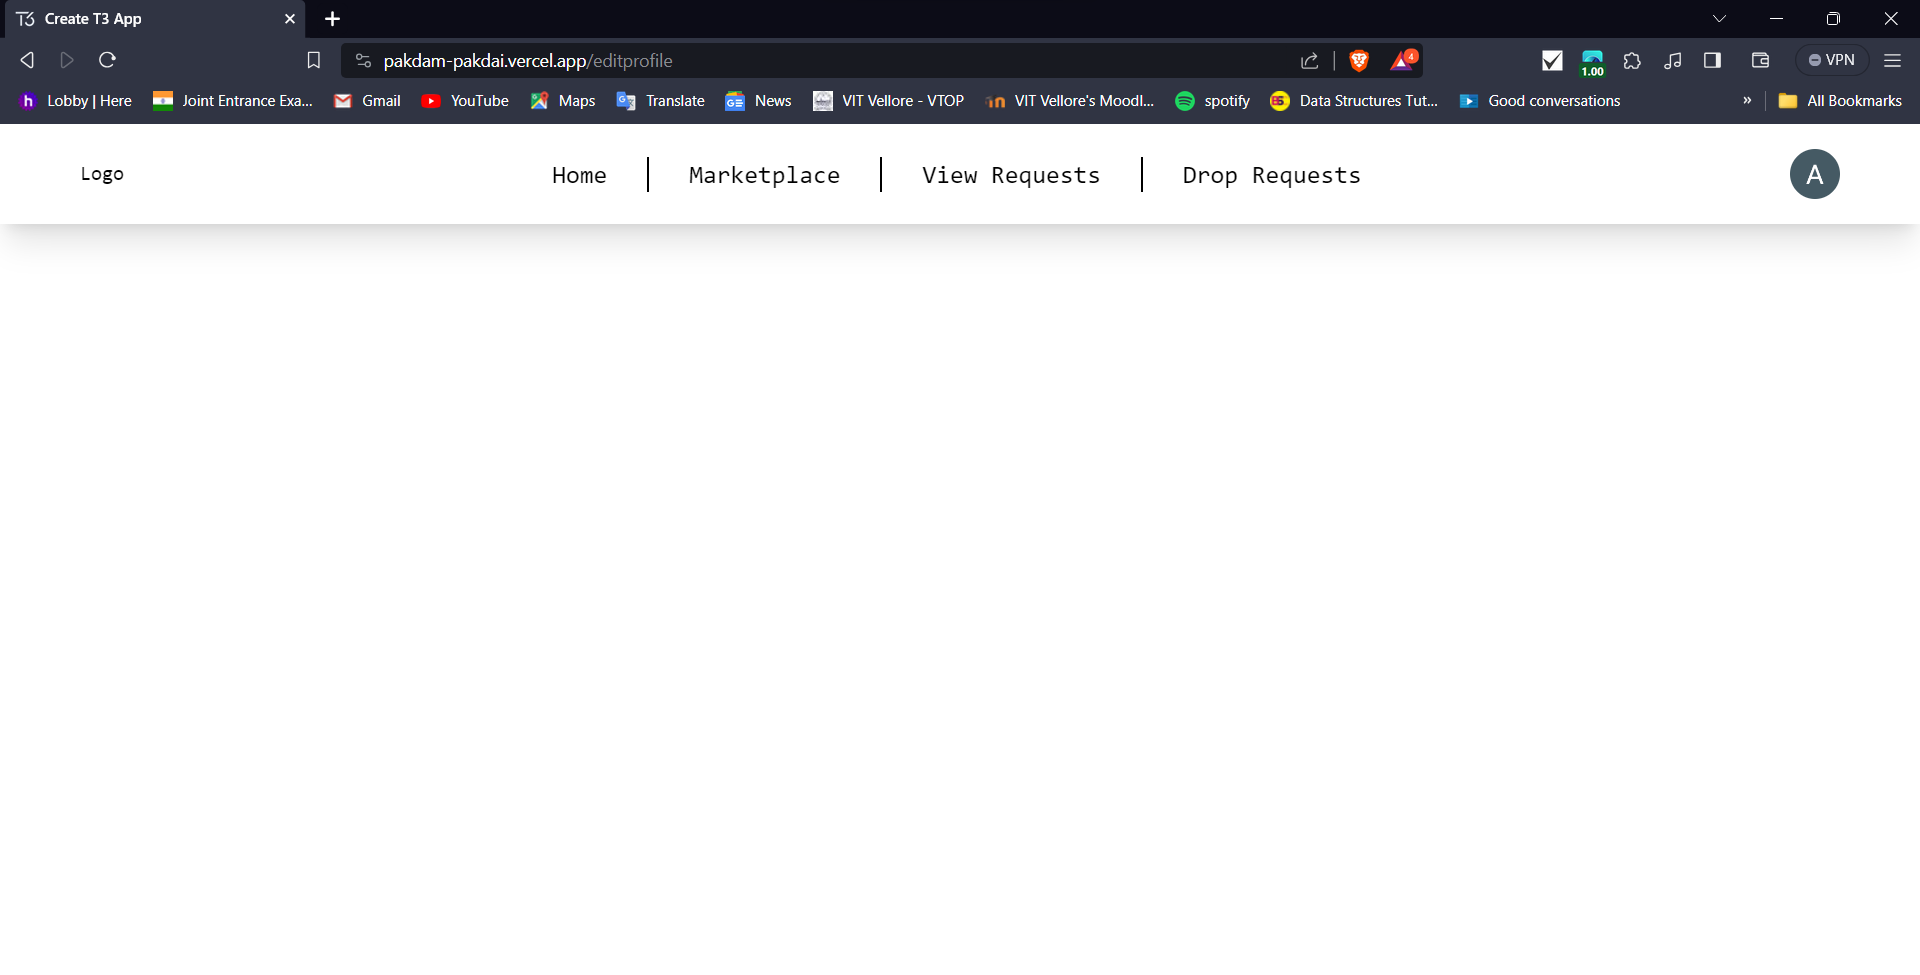 T3 Create T3 App
pakdam-pakdai.vercel.app/editprofile 4 1.00 VPN
h Lobby | Here Joint Entrance Exa... Gmail YouTube Maps Translate News VIT Vellore - VTOP VIT Vellore's Moodl... spotify Data Structures Tut... Good conversations » All Bookmarks
Logo Home Marketplace View Requests Drop Requests A